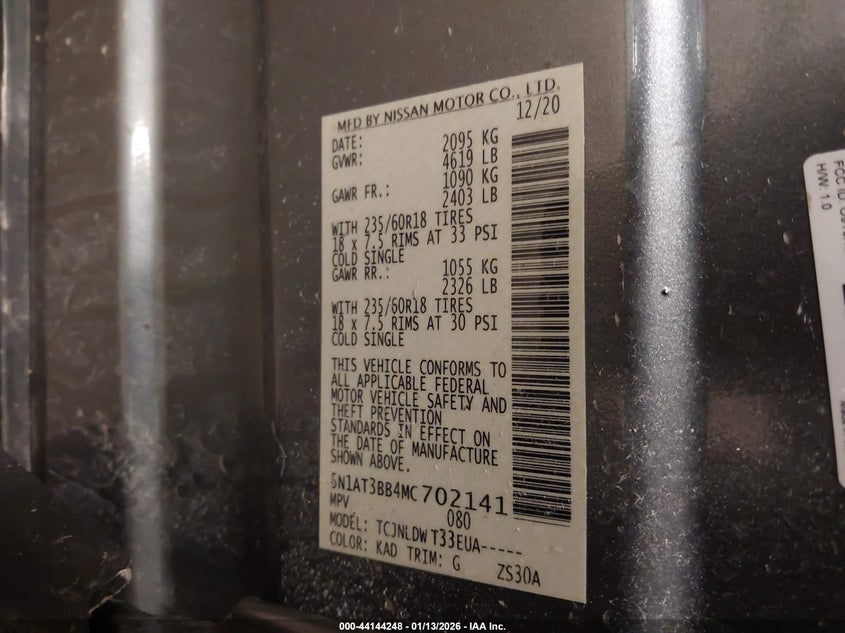 MFD BY NISSAN MOTOR CO., LTD.
DATE: 12/20
GVWR: 2095 KG
4619 LB
GAWR FR.: 1090 KG
2403 LB
WITH 235/60R18 TIRES
18 x 7.5 RIMS AT 33 PSI
COLD SINGLE
GAWR RR.: 1055 KG
2326 LB
WITH 235/60R18 TIRES
18 x 7.5 RIMS AT 30 PSI
COLD SINGLE
THIS VEHICLE CONFORMS TO
ALL APPLICABLE FEDERAL
MOTOR VEHICLE SAFETY AND
THEFT PREVENTION
STANDARDS IN EFFECT ON
THE DATE OF MANUFACTURE
SHOWN ABOVE.
5N1AT3BB4MC702141
MPV 080
MODEL: TCJNLDW T33EUA-----
COLOR: KAD TRIM: G ZS30A
FCC ID
H/W: 1.0
000-44144248 - 01/13/2026 - IAA Inc.